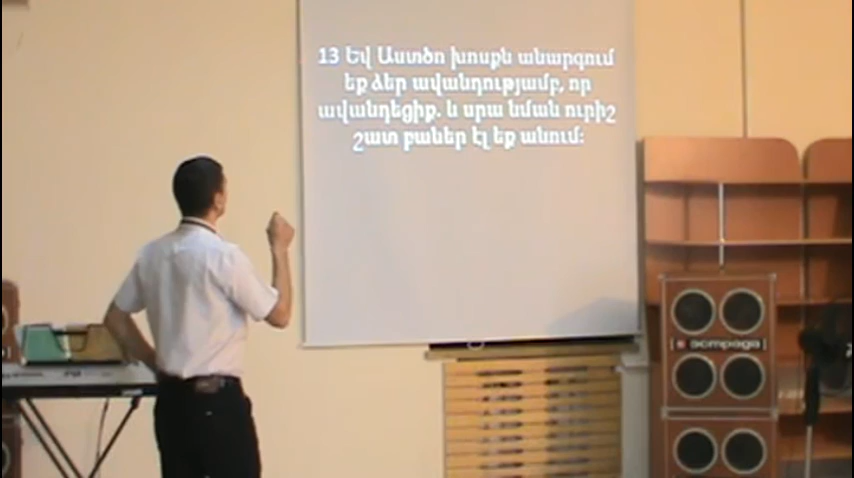 13 Եվ Աստծո խոսքն անարգում
եք ձեր ավանդությամբ, որ
ավանդեցիք. և սրա նման ուրիշ
շատ բաներ էլ եք անում:
эстрада